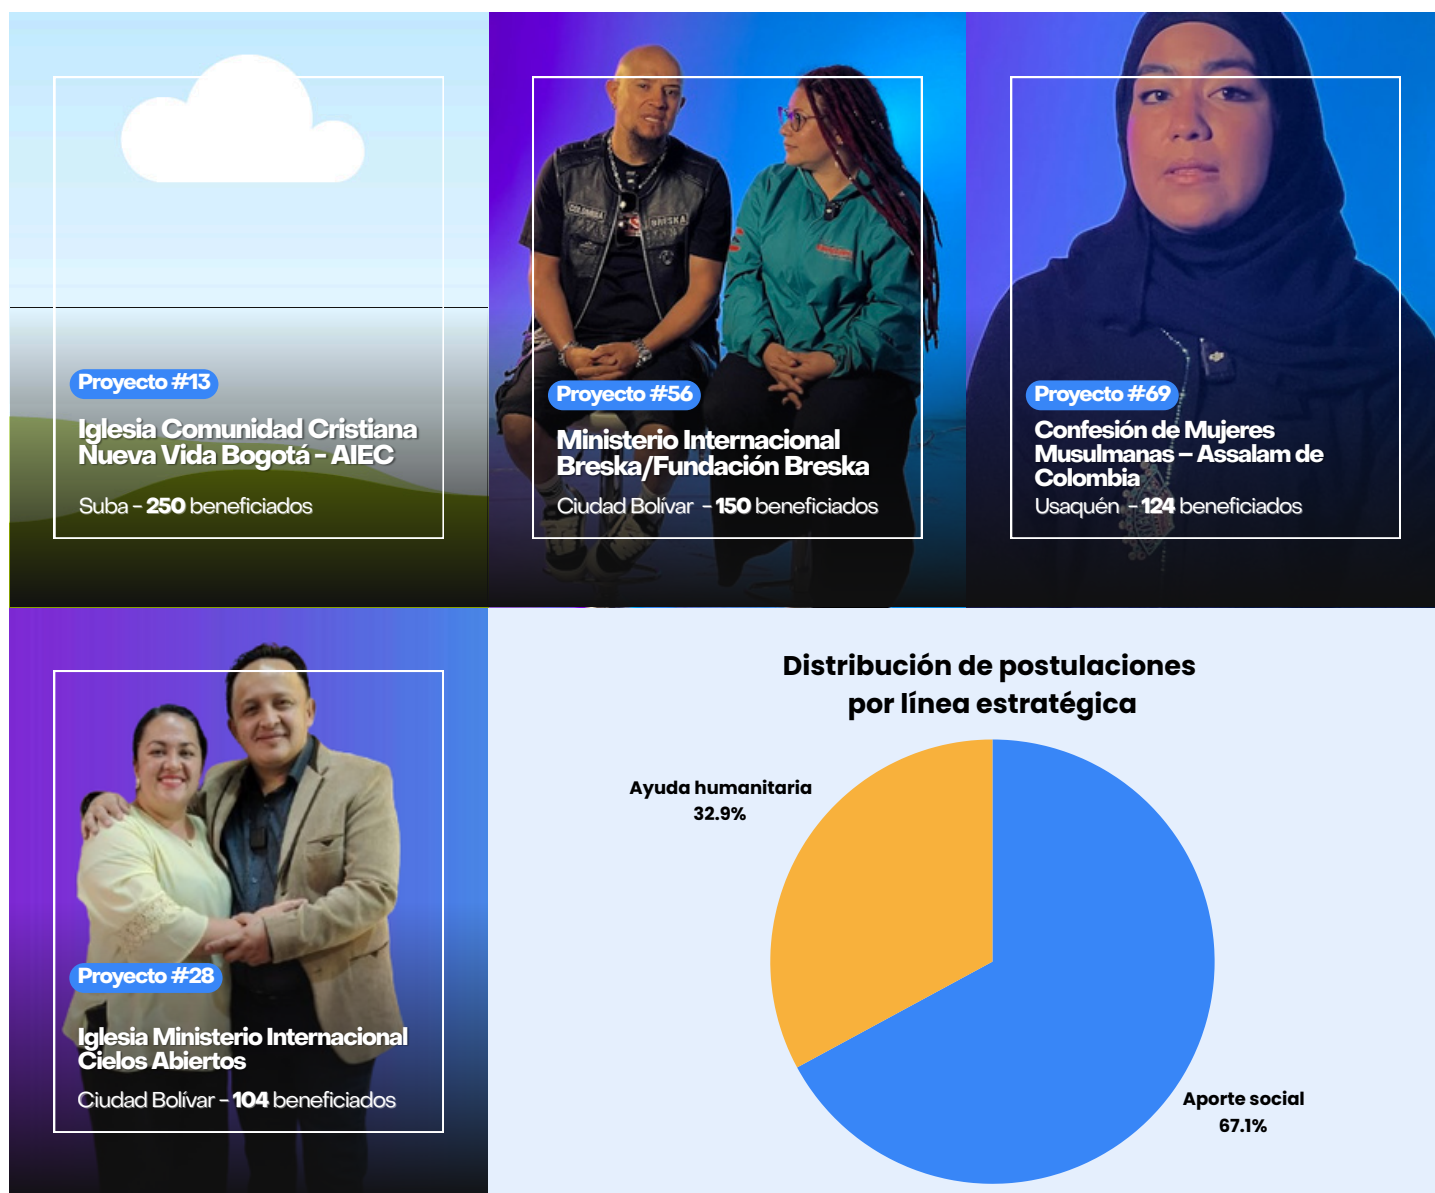 COLOMBIA
BRESKA
Proyecto #13
Iglesia Comunidad Cristiana
Nueva Vida Bogotá - AIEC
Suba - 250 beneficiados
Proyecto #56
Ministerio Internacional
Breska/Fundación Breska
Ciudad Bolívar - 150 beneficiados
Proyecto #69
Confesión de Mujeres
Musulmanas – Assalam de
Colombia
Usaquén - 124 beneficiados
Proyecto #28
Iglesia Ministerio Internacional
Cielos Abiertos
Ciudad Bolívar - 104 beneficiados
Distribución de postulaciones
por línea estratégica
Ayuda humanitaria
32.9%
Aporte social
67.1%